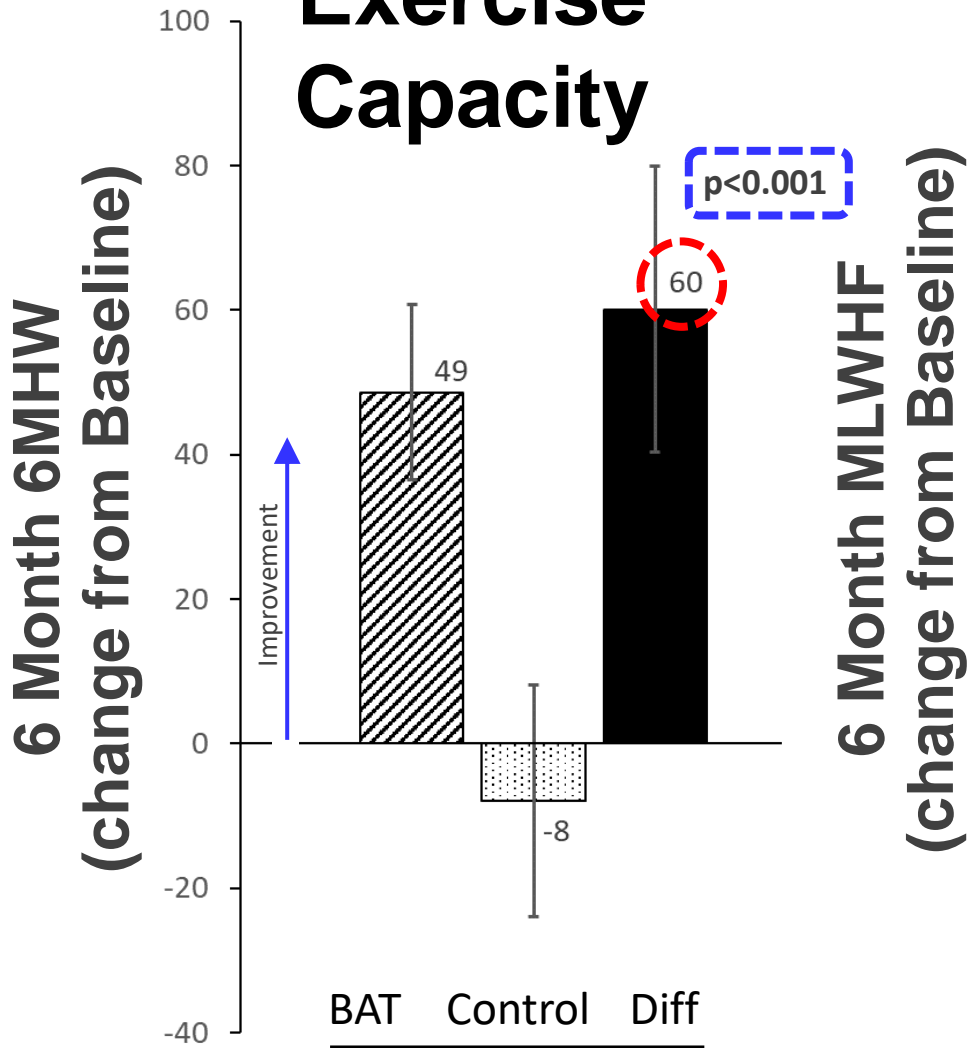 Exercise
Capacity
6 Month 6MHW
(change from Baseline)
100
80
60
40
20
0
-20
-40
Improvement
49
-8
60
p<0.001
BAT Control Diff
6 Month MLWHF
(change from Baseline)